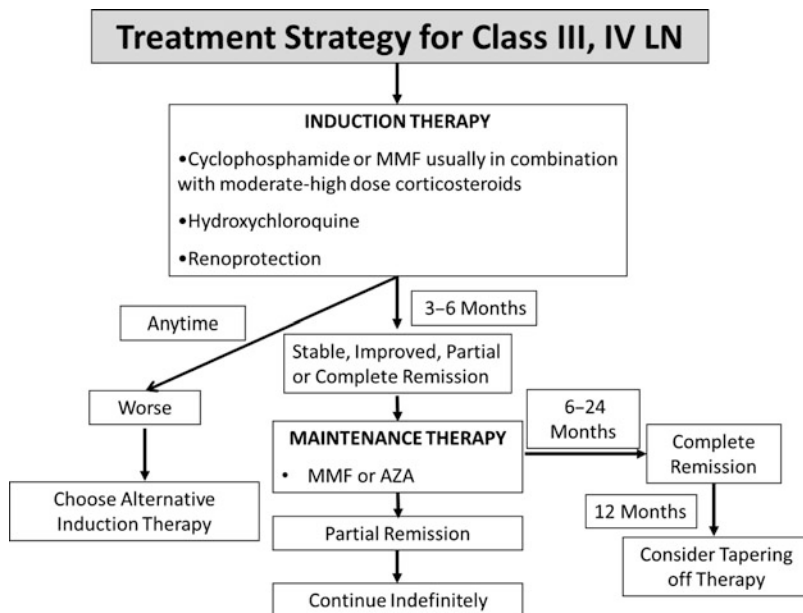 Treatment Strategy for Class III, IV LN
INDUCTION THERAPY
•Cyclophosphamide or MMF usually in combination
with moderate-high dose corticosteroids
•Hydroxychloroquine
•Renoprotection
Anytime
3–6 Months
Stable, Improved, Partial
or Complete Remission
Worse
6–24
Months
MAINTENANCE THERAPY
• MMF or AZA
Complete
Remission
Choose Alternative
Induction Therapy
12 Months
Partial Remission
Consider Tapering
off Therapy
Continue Indefinitely